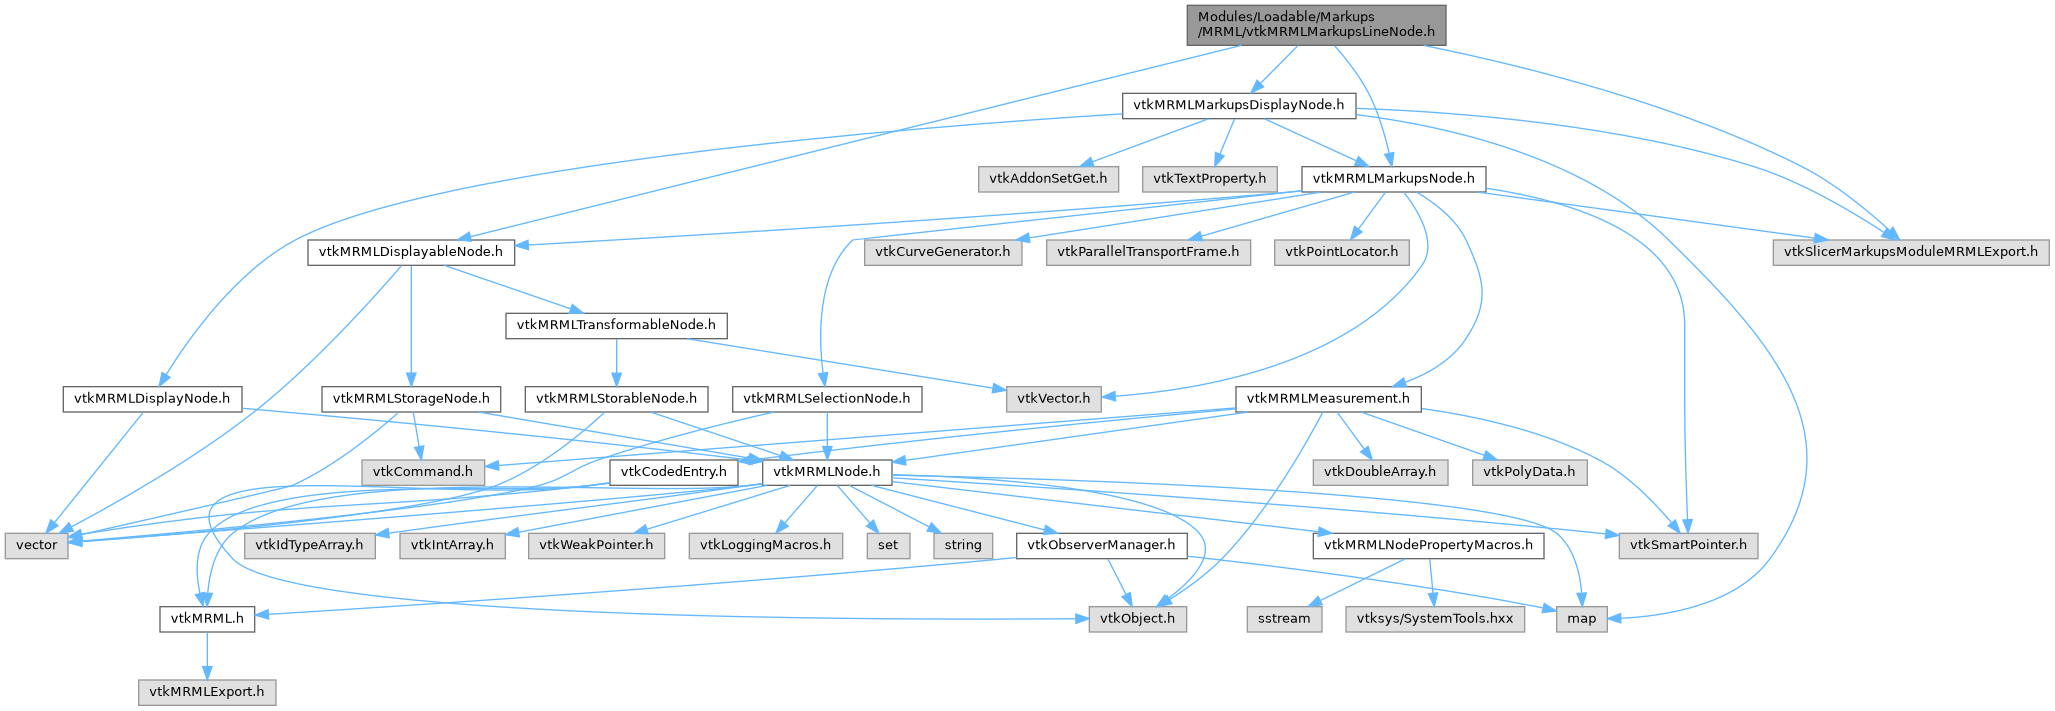 Modules/Loadable/Markups
/MRML/vtkMRMLMarkupsLineNode.h
vtkMRMLMarkupsDisplayNode.h
vtkAddonSetGet.h
vtkTextProperty.h
vtkMRMLMarkupsNode.h
vtkMRMLDisplayableNode.h
vtkCurveGenerator.h
vtkParallelTransportFrame.h
vtkPointLocator.h
vtkSlicerMarkupsModuleMRMLExport.h
vtkMRMLTransformableNode.h
vtkMRMLDisplayNode.h
vtkMRMLStorageNode.h
vtkMRMLStorableNode.h
vtkMRMLSelectionNode.h
vtkVector.h
vtkMRMLMeasurement.h
vtkCommand.h
vtkCodedEntry.h
vtkMRMLNode.h
vtkDoubleArray.h
vtkPolyData.h
vector
vtkIdTypeArray.h
vtkIntArray.h
vtkWeakPointer.h
vtkLoggingMacros.h
set
string
vtkObserverManager.h
vtkMRMLNodePropertyMacros.h
vtkSmartPointer.h
vtkMRML.h
vtkObject.h
sstream
vtksys/SystemTools.hxx
map
vtkMRMLExport.h